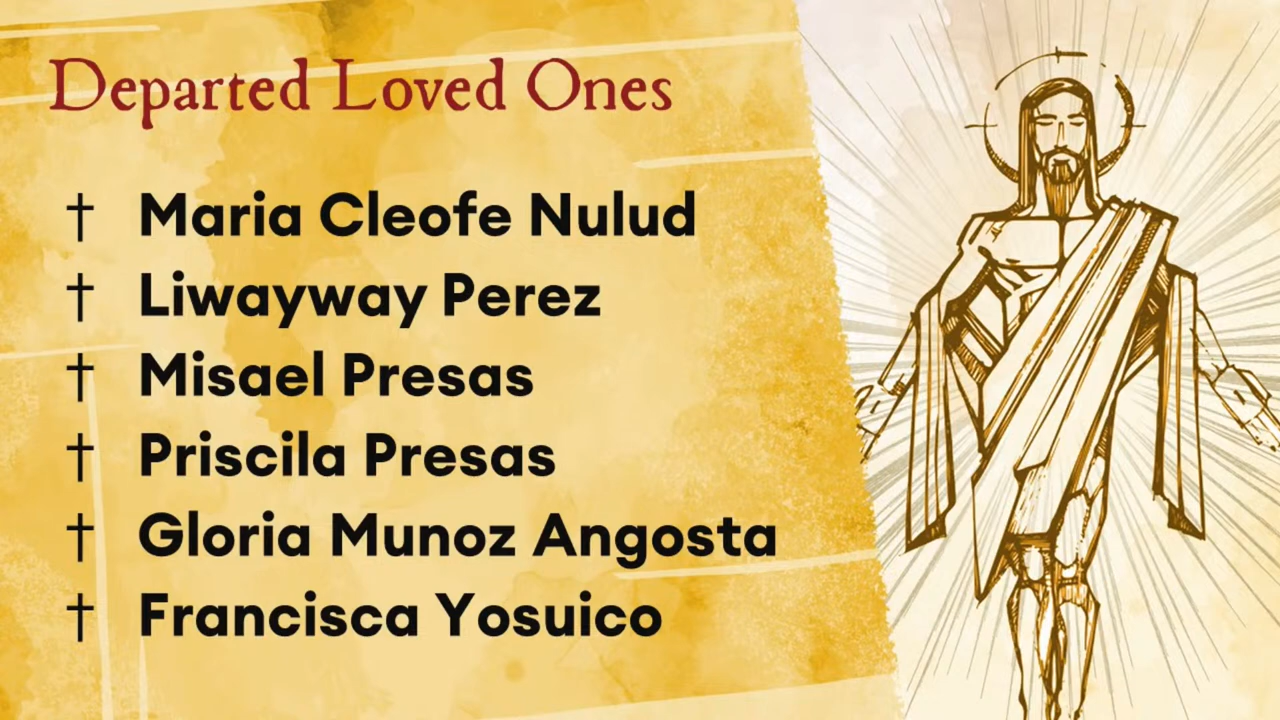 Departed Loved Ones
† Maria Cleofe Nulud
† Liwayway Perez
† Misael Presas
† Priscila Presas
† Gloria Munoz Angosta
† Francisca Yosuico